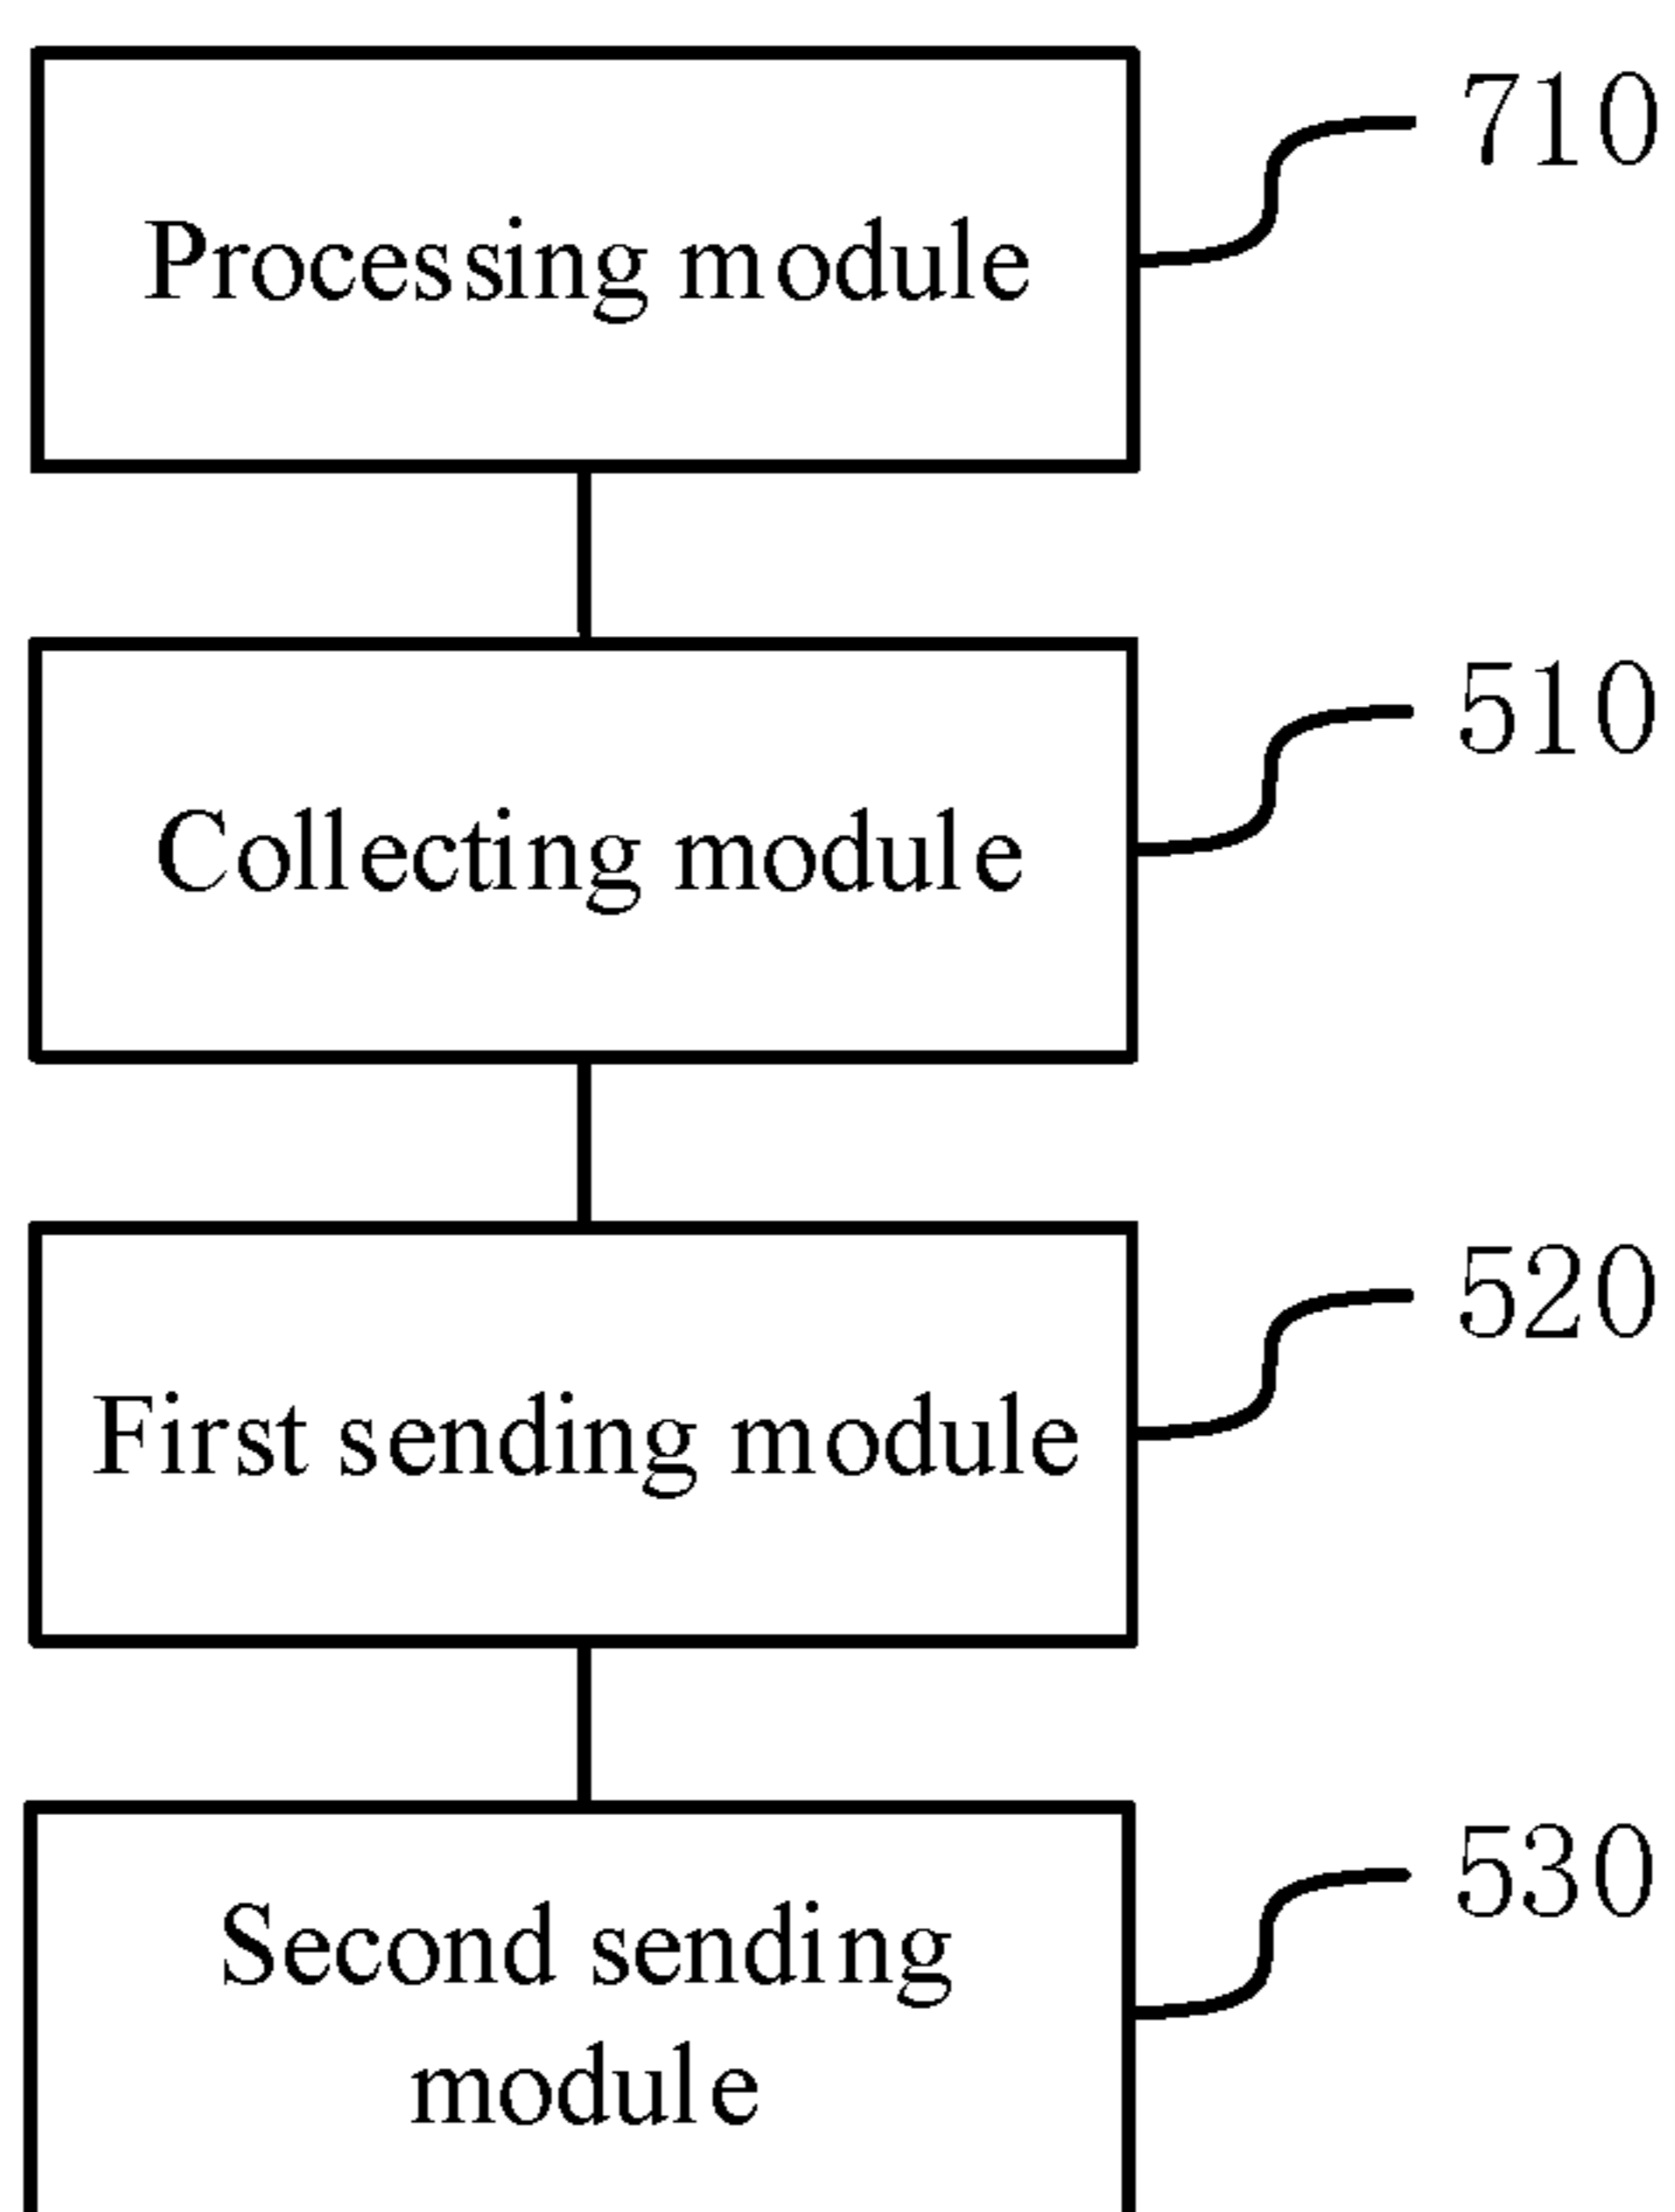 Processing module
710
Collecting module
510
First sending module
520
Second sending
module
530